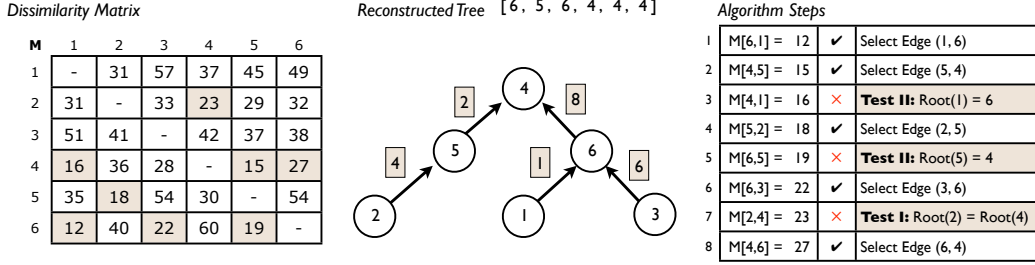 Dissimilarity Matrix
M 1 2 3 4 5 6
1 - 31 57 37 45 49
2 31 - 33 23 29 32
3 51 41 - 42 37 38
4 16 36 28 - 15 27
5 35 18 54 30 - 54
6 12 40 22 60 19 -
Reconstructed Tree [6, 5, 6, 4, 4, 4]
4
2 8
5 6
4 1 6
2 1 3
Algorithm Steps
1 M[6,1] = 12 ✔ Select Edge (1, 6)
2 M[4,5] = 15 ✔ Select Edge (5, 4)
3 M[4,1] = 16 × Test II: Root(1) = 6
4 M[5,2] = 18 ✔ Select Edge (2, 5)
5 M[6,5] = 19 × Test II: Root(5) = 4
6 M[6,3] = 22 ✔ Select Edge (3, 6)
7 M[2,4] = 23 × Test I: Root(2) = Root(4)
8 M[4,6] = 27 ✔ Select Edge (6, 4)